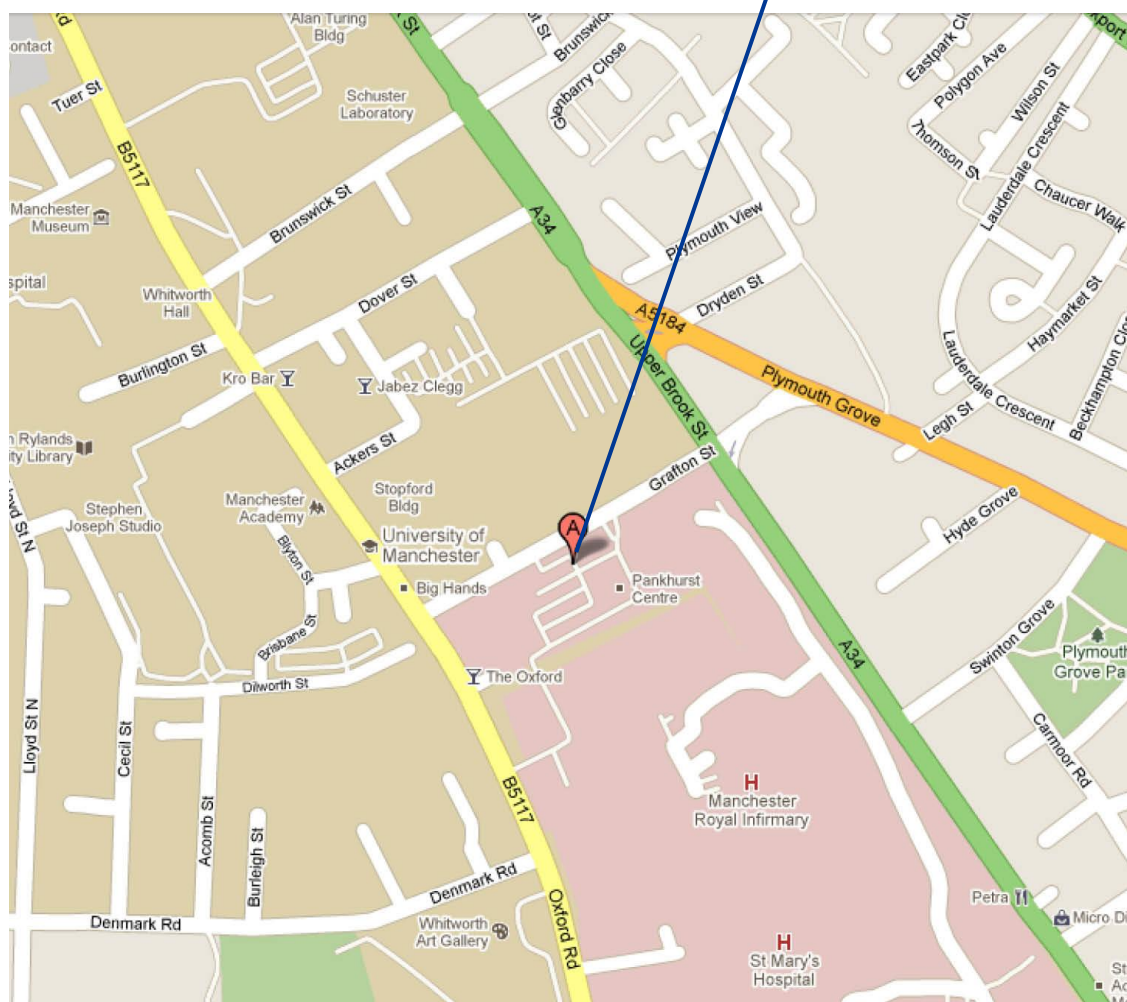 Alan Turing
Bldg
Brunswick
Eastpark Clo
Polygon Ave
Wilson St
Thomson St
Lauderdale Crescent
Chaucer Walk
Glenbarry Close
Schuster
Laboratory
Tuer St
B5117
Manchester
Museum
Brunswick St
A34
Plymouth View
Dryden St
Haymarket St
Whitworth
Hall
Dover St
A5184
Upper Brook St
Plymouth Grove
Lauderdale Crescent
Burlington St
Kro Bar
Jabez Clegg
Legh St
Ackers St
Grafton St
Stopford
Bldg
Stephen
Joseph Studio
Manchester
Academy
University of
Manchester
A
Hyde Grove
Blyton St
Big Hands
Pankhurst
Centre
Brisbane St
Dilworth St
The Oxford
A34
Swinton Grove
Plymouth
Grove Pa
Lloyd St N
Cecil St
Acomb St
Burleigh St
B5117
H
Manchester
Royal Infirmary
Carmoor Rd
Denmark Rd
Denmark Rd
Whitworth
Art Gallery
Oxford Rd
H
St Mary's
Hospital
Petra
Micro Di